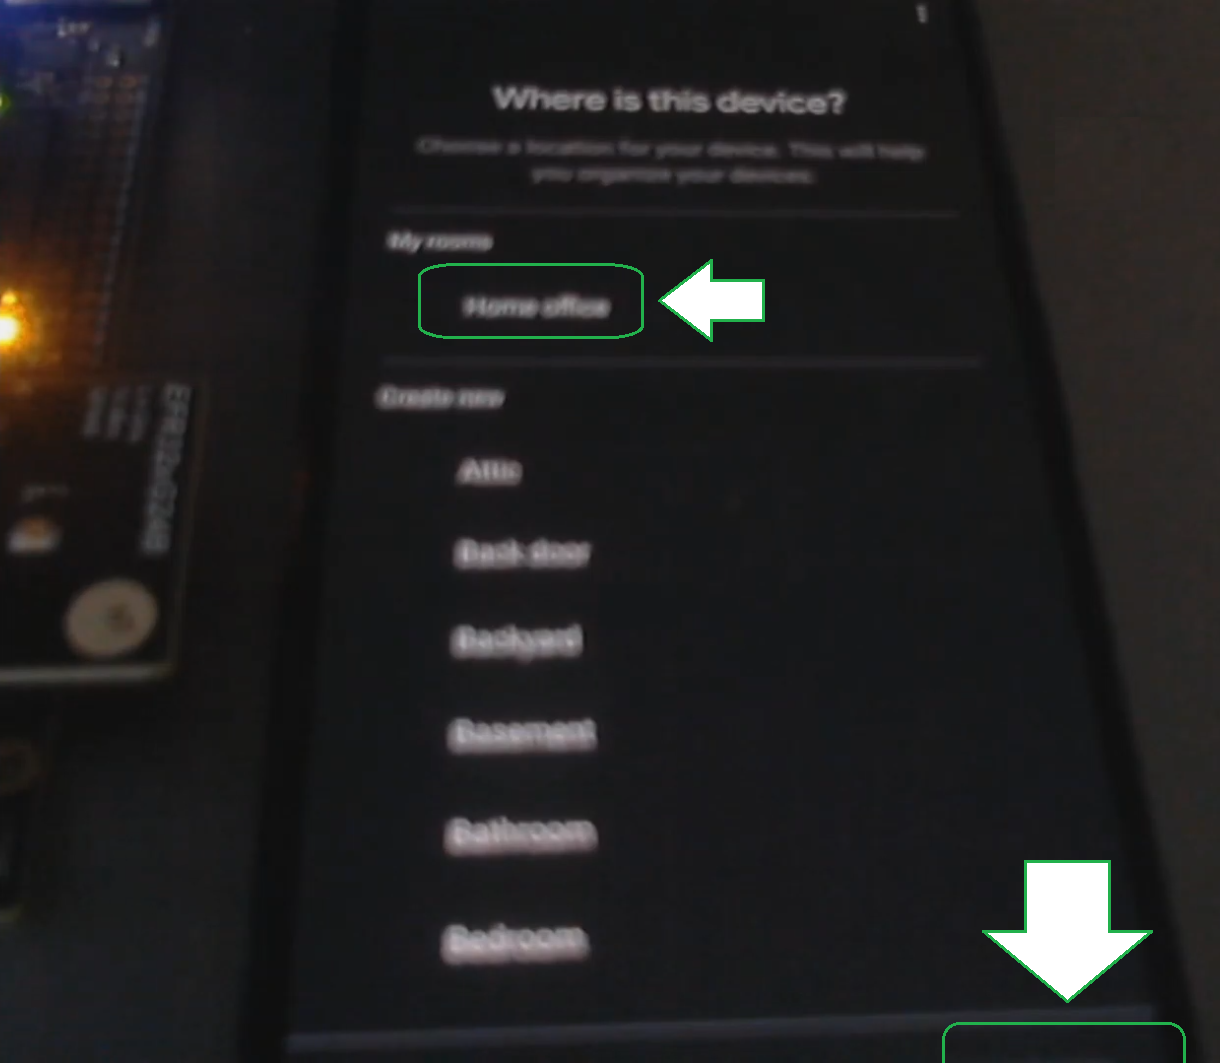 Where is this device?
Choose a location for your device. This will help
you organize your devices.
My rooms
Home office
Create new
Attic
Back door
Backyard
Basement
Bathroom
Bedroom